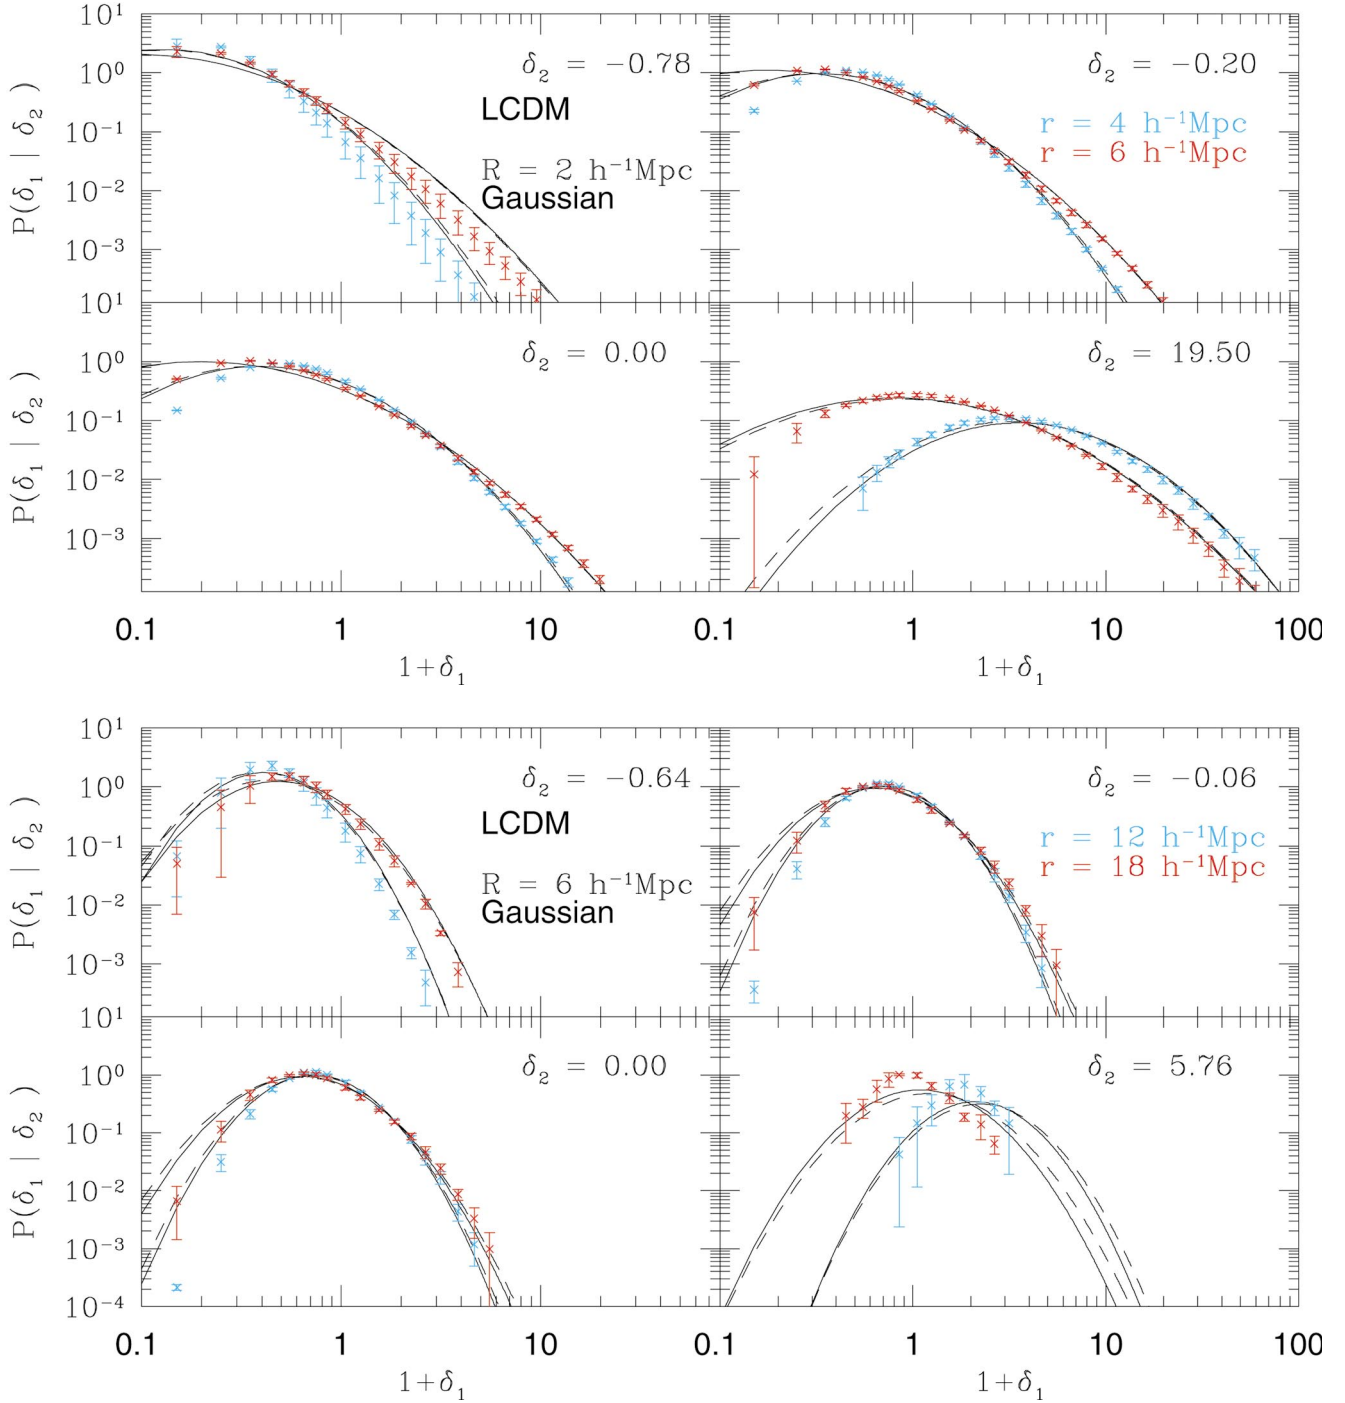 10¹
δ₂ = −0.78
δ₂ = −0.20
10⁰
LCDM
r = 4 h⁻¹Mpc
P(δ₁ | δ₂ )
10⁻¹
r = 6 h⁻¹Mpc
R = 2 h⁻¹Mpc
10⁻²
Gaussian
10⁻³
10¹
δ₂ = 0.00
δ₂ = 19.50
10⁰
P(δ₁ | δ₂ )
10⁻¹
10⁻²
10⁻³
0.1 1 10 0.1 1 10 100
1+δ₁ 1+δ₁
10¹
δ₂ = −0.64
δ₂ = −0.06
10⁰
LCDM
r = 12 h⁻¹Mpc
P(δ₁ | δ₂ )
10⁻¹
r = 18 h⁻¹Mpc
R = 6 h⁻¹Mpc
10⁻²
Gaussian
10⁻³
10¹
δ₂ = 0.00
δ₂ = 5.76
10⁰
P(δ₁ | δ₂ )
10⁻¹
10⁻²
10⁻³
10⁻⁴
0.1 1 10 0.1 1 10 100
1+δ₁ 1+δ₁